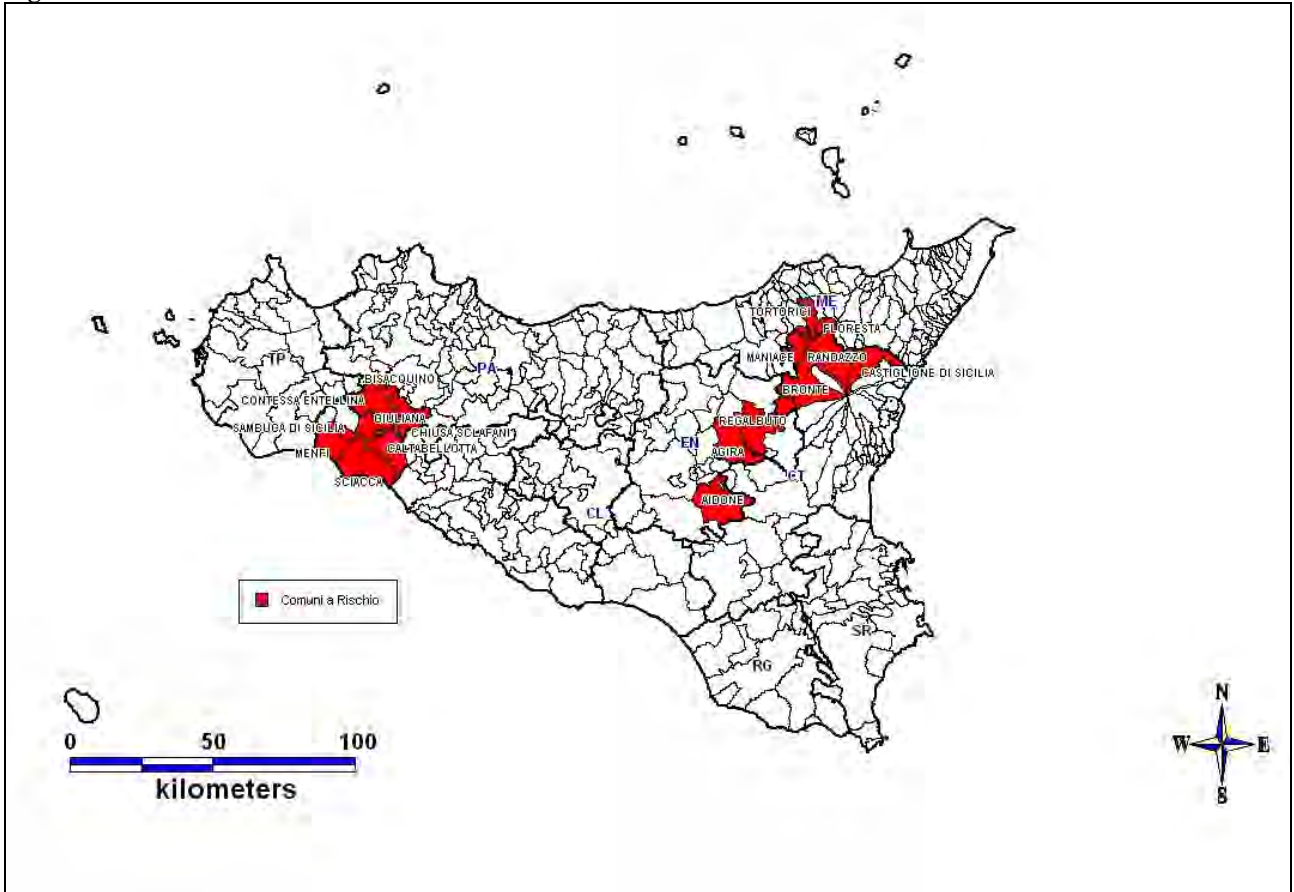 ME
TORTORICI
FLORESTA
MANIACE
RANDAZZO
TP
PA
CASTIGLIONE DI SICILIA
BISACQUINO
BRONTE
CONTESSA ENTELLINA
GIULIANA
REGALBUTO
SAMBUCA DI SICILIA
CHIUSA SCLAFANI
EN
MENFI
CALTABELLOTTA
AGIRA
SCIACCA
CT
AIDONE
CL
Comuni a Rischio
SR
RG
N
W E
S
0 50 100
kilometers